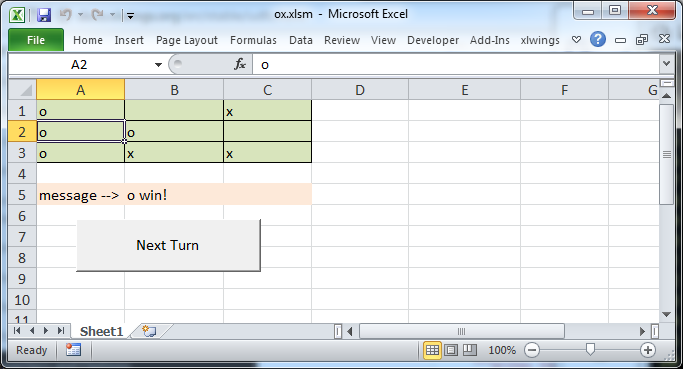 ox.xlsm - Microsoft Excel
File Home Insert Page Layout Formulas Data Review View Developer Add-Ins xlwings
A2 fx o
A B C D E F G
1 o x
2 o o
3 o x x
4
5 message --> o win!
6
7 Next Turn
8
9
10
11
Sheet1
Ready 100%